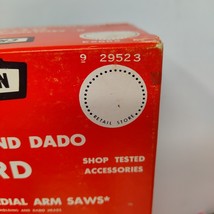 9 29523
RETAIL STORE
ND DADO
RD
SHOP TESTED
ACCESSORIES
DIAL ARM SAWS*